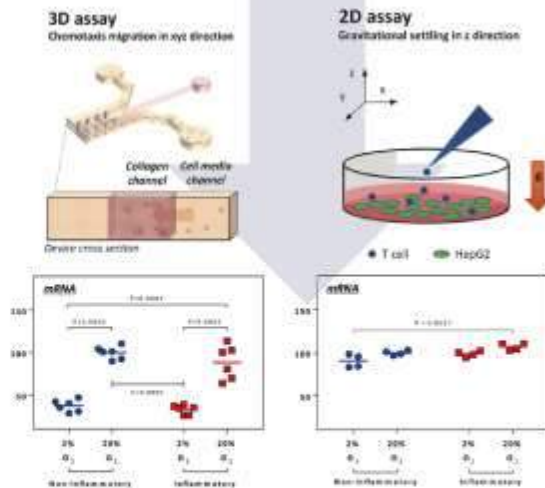 3D assay
Chemotaxis migration in xyz direction
Collagen channel
Cell media channel
Device cross section
2D assay
Gravitational settling in z direction
Z
Y
X
T cell
HepG2
mRNA
150
100
50
2% O2
20% O2
2% O2
20% O2
Non-Inflammatory
Inflammatory
mRNA
150
100
50
2% O2
20% O2
2% O2
20% O2
Non-Inflammatory
Inflammatory